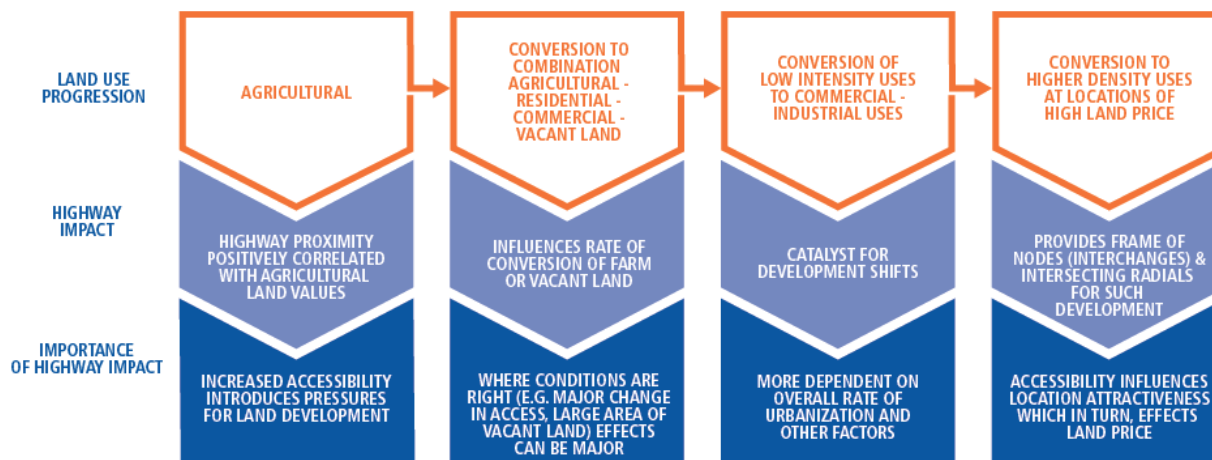 LAND USE
PROGRESSION
AGRICULTURAL
CONVERSION TO
COMBINATION
AGRICULTURAL -
RESIDENTIAL -
COMMERCIAL -
VACANT LAND
CONVERSION OF
LOW INTENSITY USES
TO COMMERCIAL -
INDUSTRIAL USES
CONVERSION TO
HIGHER DENSITY USES
AT LOCATIONS OF
HIGH LAND PRICE
HIGHWAY
IMPACT
HIGHWAY PROXIMITY
POSITIVELY CORRELATED
WITH AGRICULTURAL
LAND VALUES
INFLUENCES RATE OF
CONVERSION OF FARM
OR VACANT LAND
CATALYST FOR
DEVELOPMENT SHIFTS
PROVIDES FRAME OF
NODES (INTERCHANGES) &
INTERSECTING RADIALS
FOR SUCH
DEVELOPMENT
IMPORTANCE
OF HIGHWAY IMPACT
INCREASED ACCESSIBILITY
INTRODUCES PRESSURES
FOR LAND DEVELOPMENT
WHERE CONDITIONS ARE
RIGHT (E.G. MAJOR CHANGE
IN ACCESS, LARGE AREA OF
VACANT LAND) EFFECTS
CAN BE MAJOR
MORE DEPENDENT ON
OVERALL RATE OF
URBANIZATION AND
OTHER FACTORS
ACCESSIBILITY INFLUENCES
LOCATION ATTRACTIVENESS
WHICH IN TURN, EFFECTS
LAND PRICE